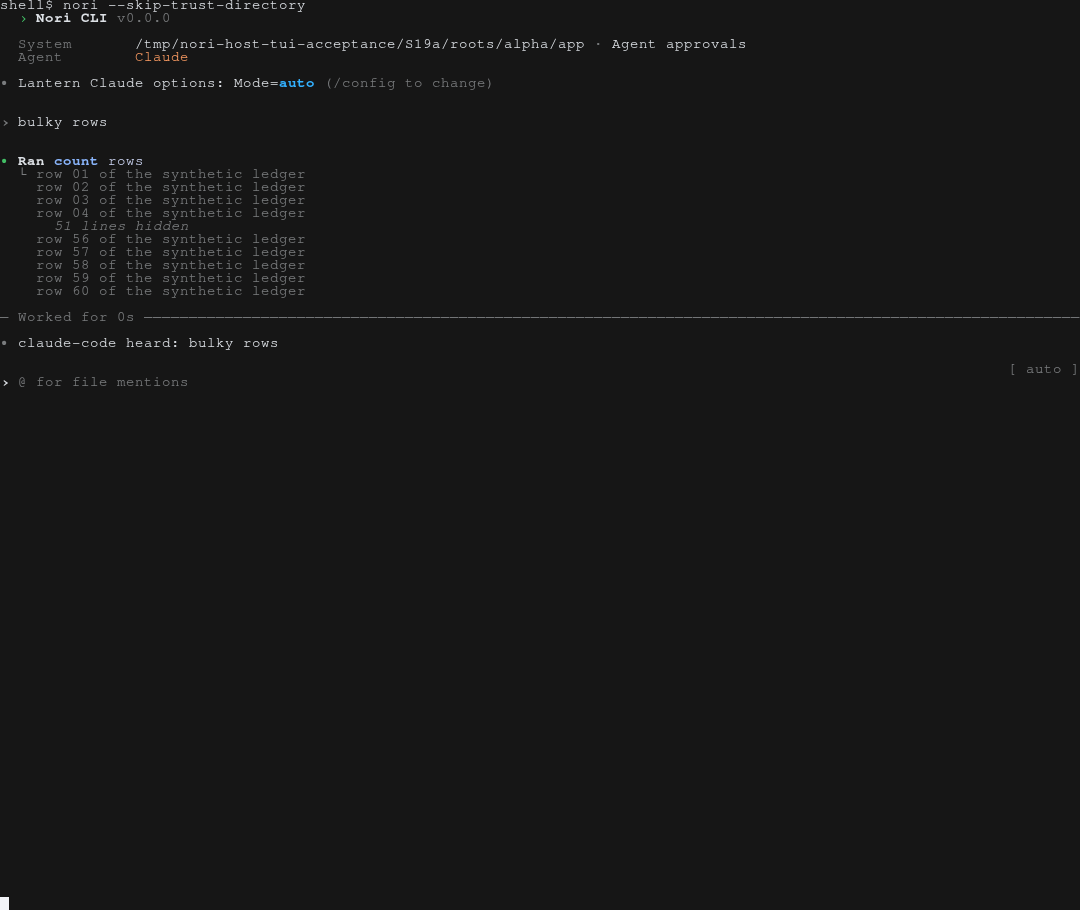 shell$ nori --skip-trust-directory
› Nori CLI v0.0.0
System /tmp/nori-host-tui-acceptance/S19a/roots/alpha/app · Agent approvals
Agent Claude
• Lantern Claude options: Mode=auto (/config to change)
› bulky rows
• Ran count rows
└ row 01 of the synthetic ledger
row 02 of the synthetic ledger
row 03 of the synthetic ledger
row 04 of the synthetic ledger
51 lines hidden
row 56 of the synthetic ledger
row 57 of the synthetic ledger
row 58 of the synthetic ledger
row 59 of the synthetic ledger
row 60 of the synthetic ledger
─ Worked for 0s ─
• claude-code heard: bulky rows
[ auto ]
› @ for file mentions